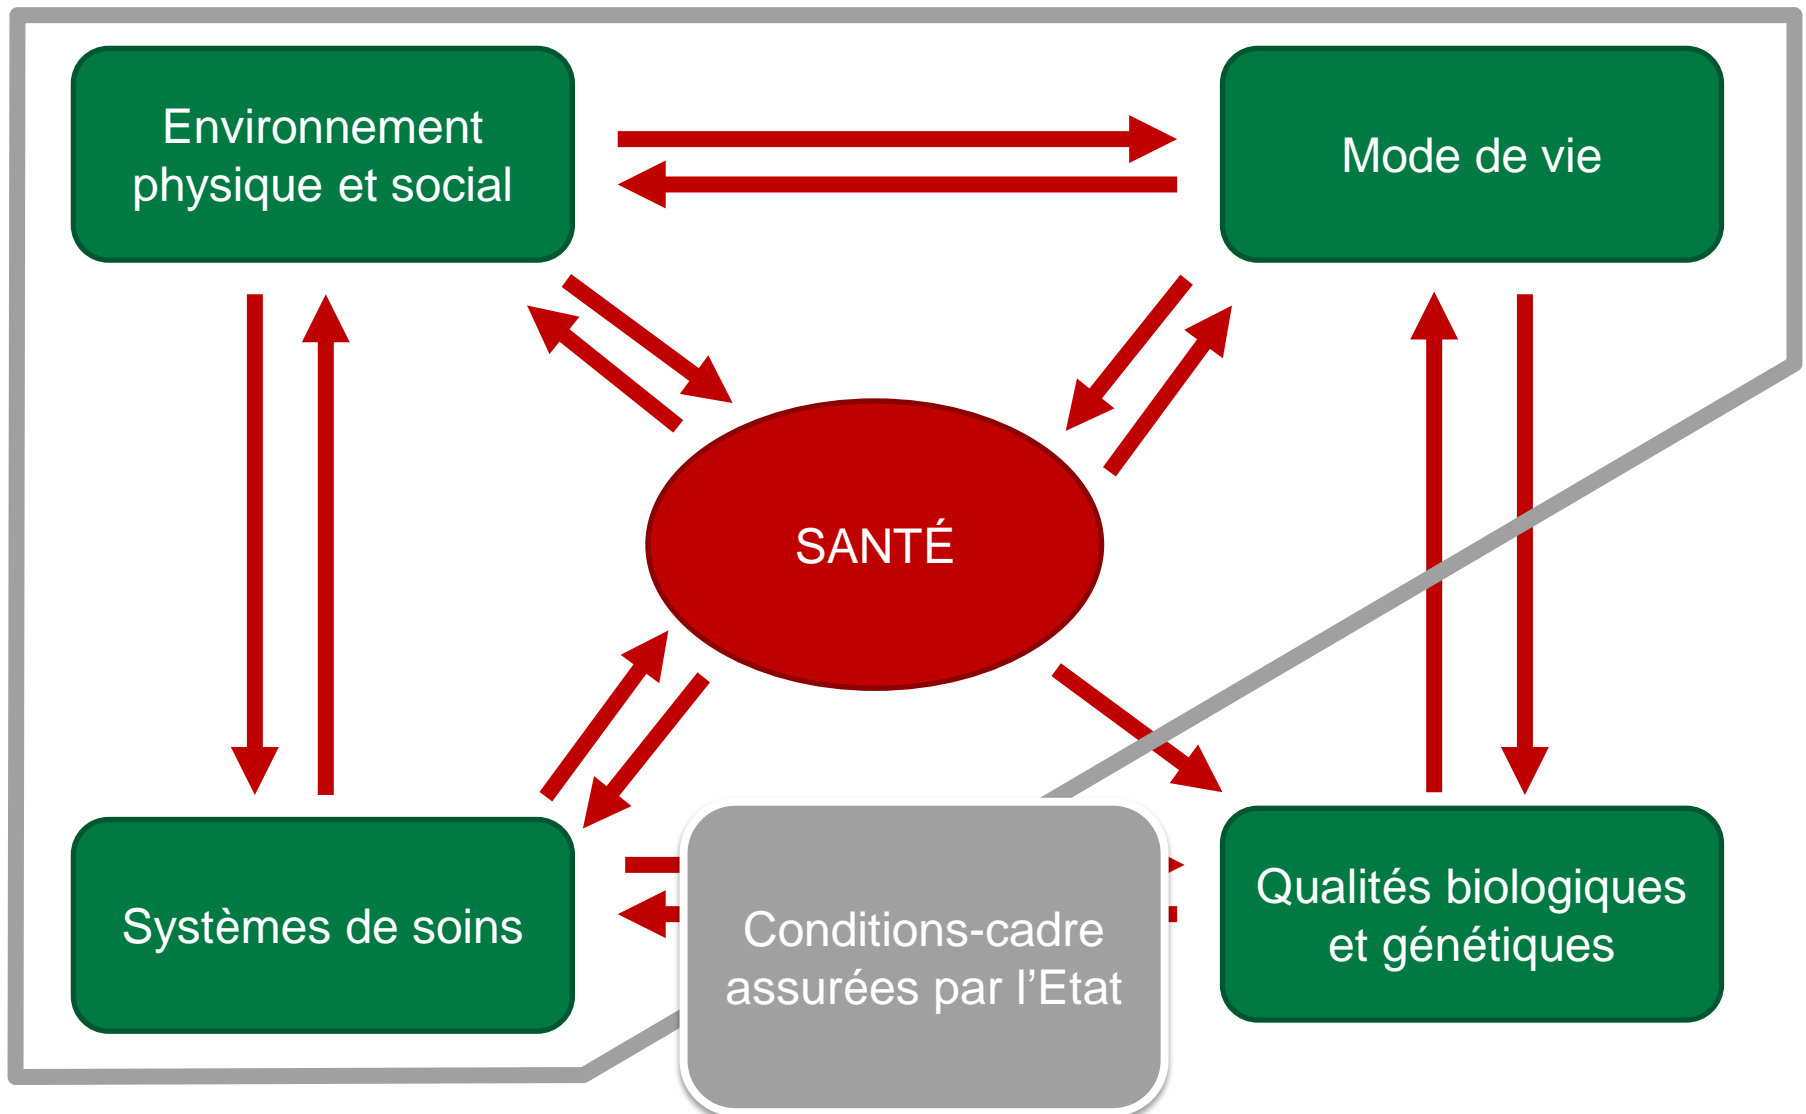 Environnement
physique et social
Mode de vie
SANTÉ
Systèmes de soins
Conditions-cadre
assurées par l’Etat
Qualités biologiques
et génétiques